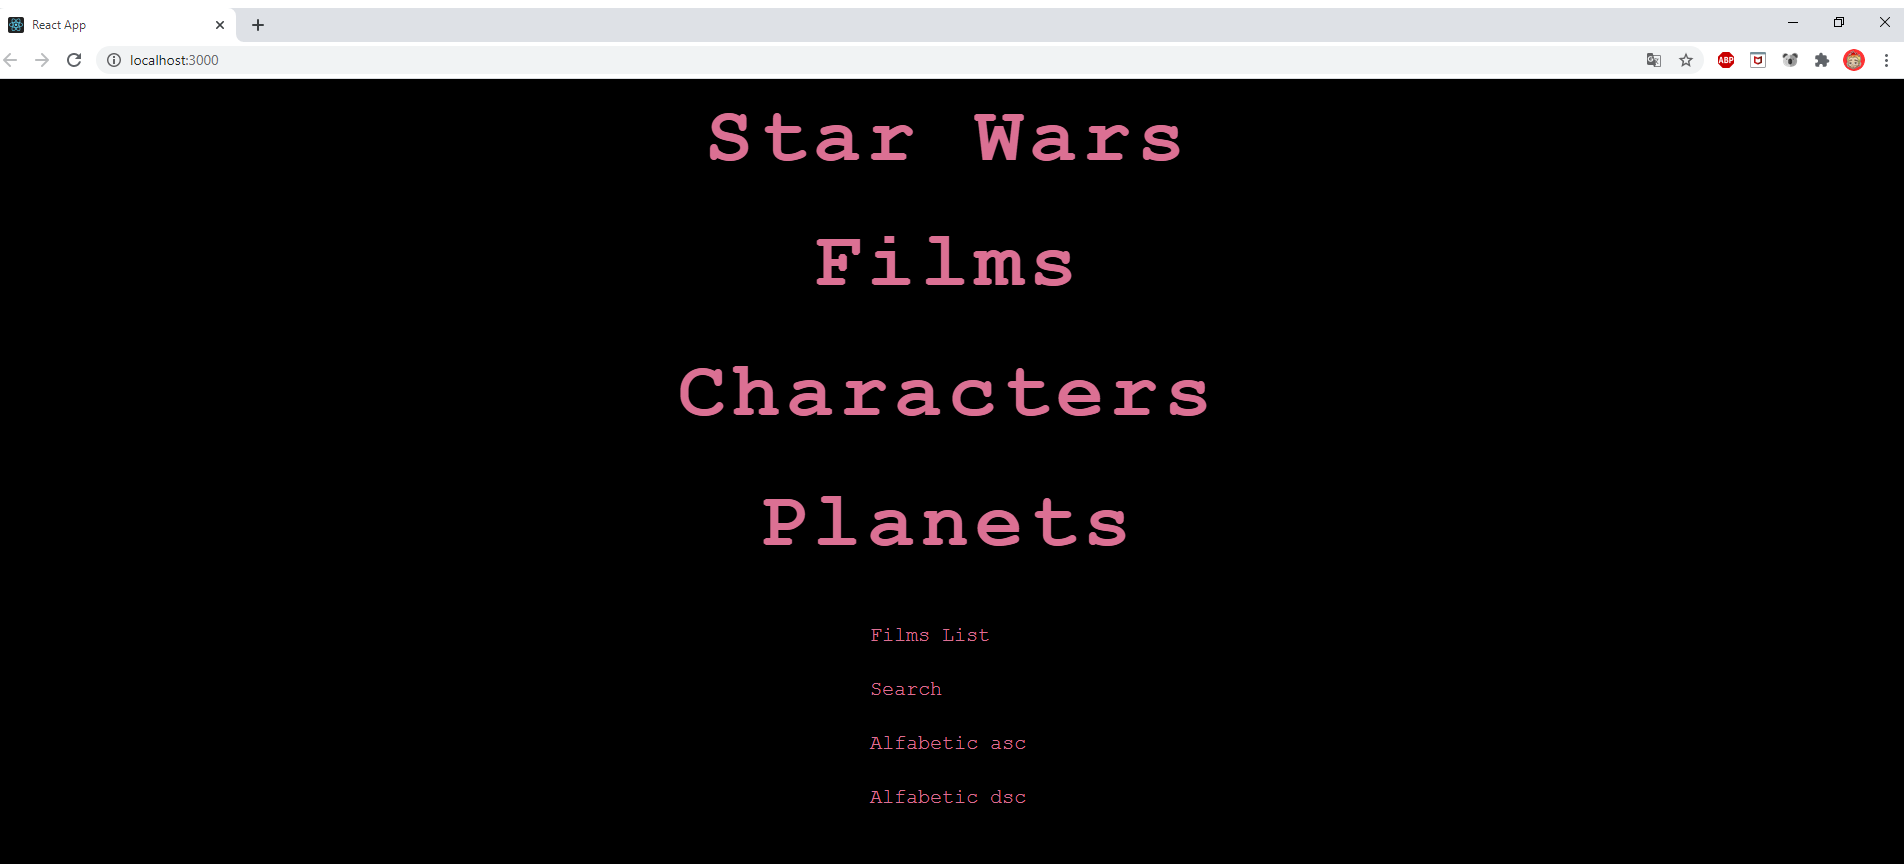 React App
localhost:3000
ABP
Star Wars
Films
Characters
Planets
Films List
Search
Alfabetic asc
Alfabetic dsc